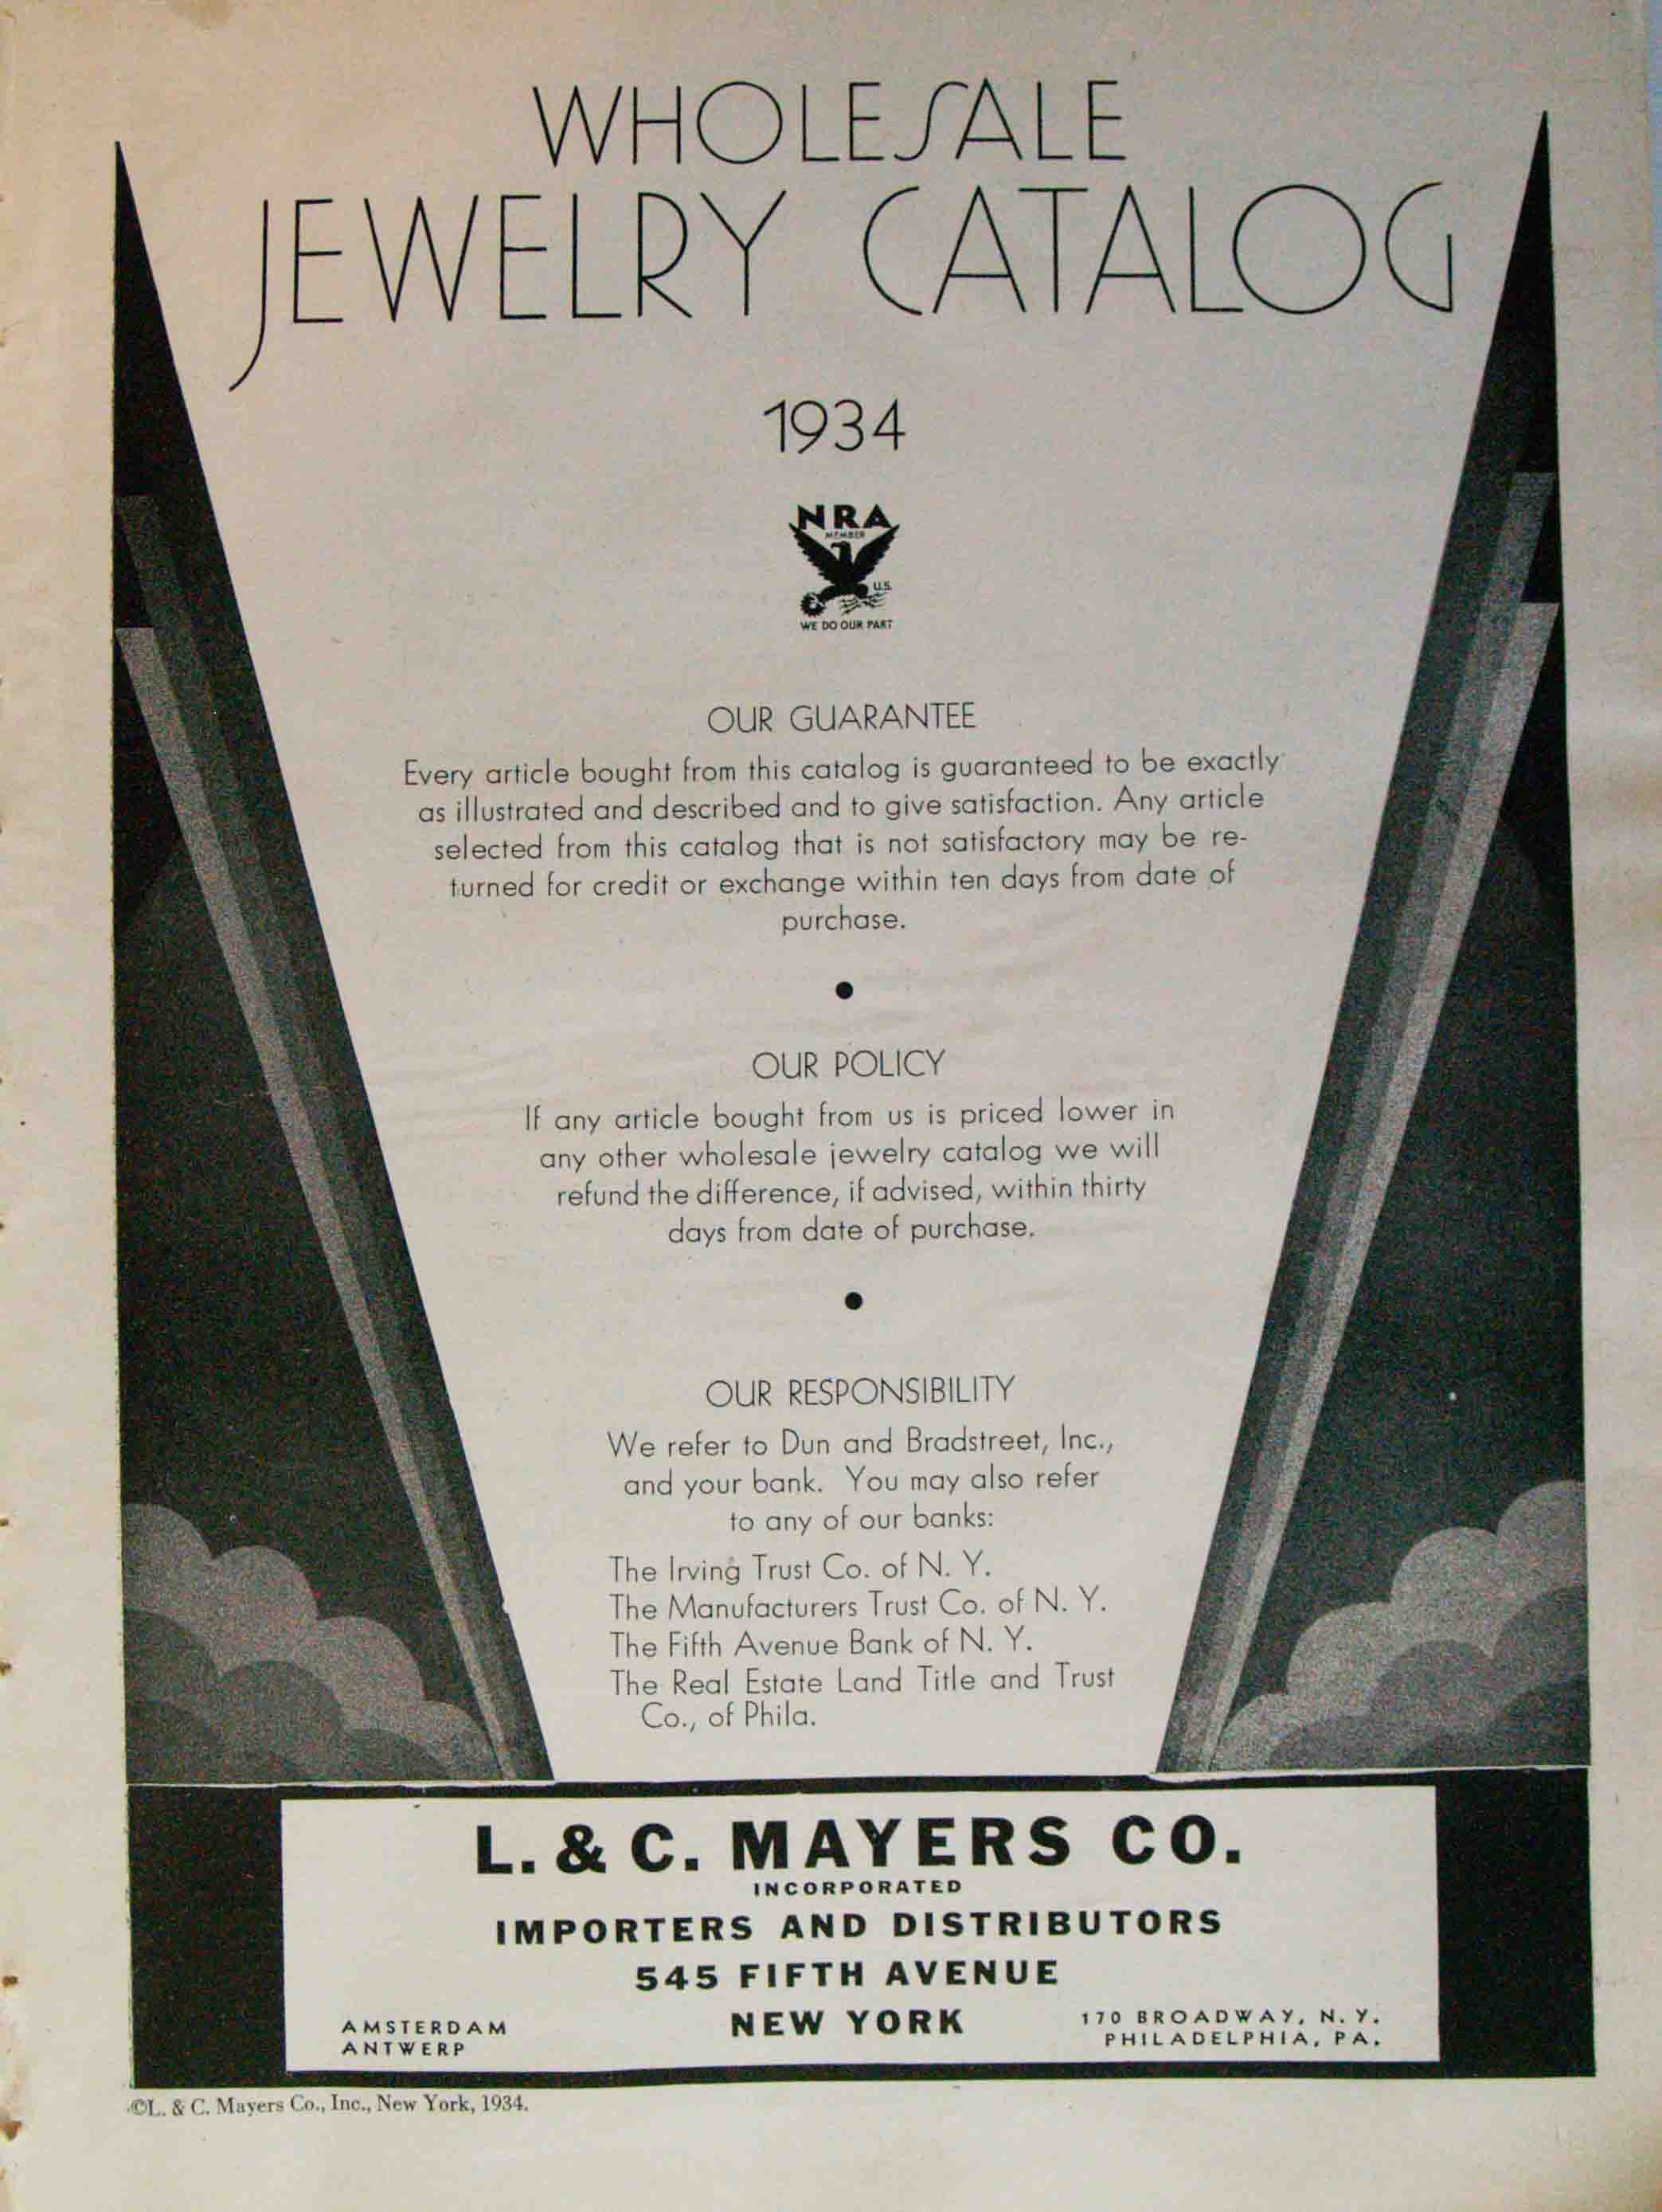 WHOLESALE
JEWELRY CATALOG
1934
NRA
MEMBER
U.S.
WE DO OUR PART
OUR GUARANTEE
Every article bought from this catalog is guaranteed to be exactly
as illustrated and described and to give satisfaction. Any article
selected from this catalog that is not satisfactory may be re-
turned for credit or exchange within ten days from date of
purchase.
OUR POLICY
If any article bought from us is priced lower in
any other wholesale jewelry catalog we will
refund the difference, if advised, within thirty
days from date of purchase.
OUR RESPONSIBILITY
We refer to Dun and Bradstreet, Inc.,
and your bank. You may also refer
to any of our banks:
The Irving Trust Co. of N. Y.
The Manufacturers Trust Co. of N. Y.
The Fifth Avenue Bank of N. Y.
The Real Estate Land Title and Trust
Co., of Phila.
L. & C. MAYERS CO.
INCORPORATED
IMPORTERS AND DISTRIBUTORS
545 FIFTH AVENUE
NEW YORK
AMSTERDAM
ANTWERP
170 BROADWAY, N. Y.
PHILADELPHIA, PA.
©L. & C. Mayers Co., Inc., New York, 1934.